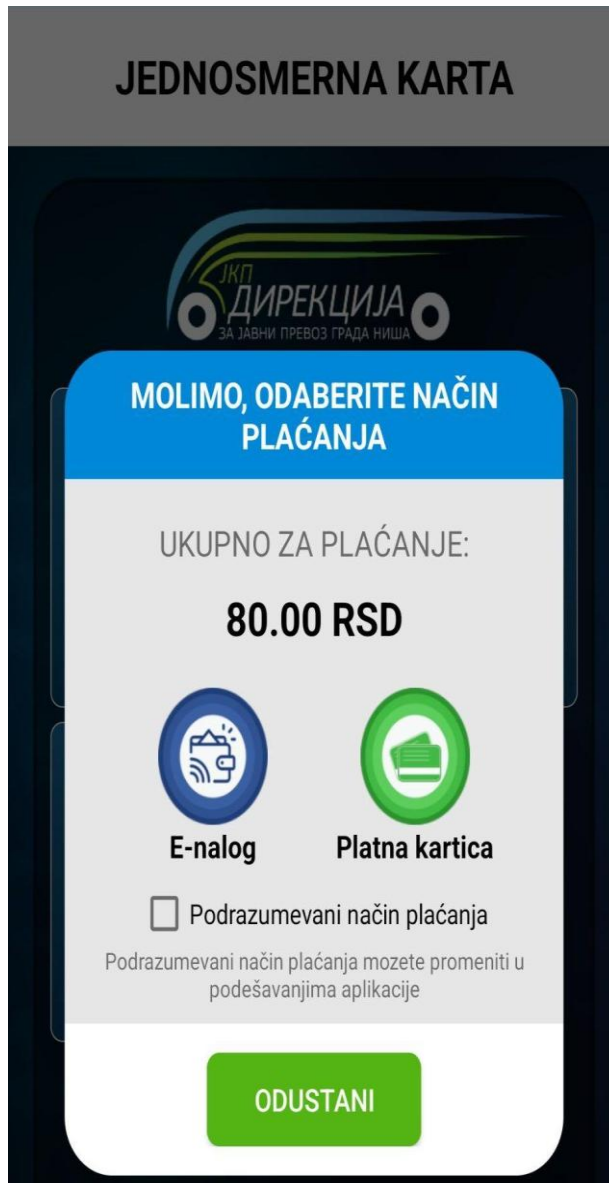 JEDNOSMERNA KARTA
ЈКП
ДИРЕКЦИЈА
ЗА ЈАВНИ ПРЕВОЗ ГРАДА НИША
MOLIMO, ODABERITE NAČIN
PLAĆANJA
UKUPNO ZA PLAĆANJE:
80.00 RSD
E-nalog Platna kartica
Podrazumevani način plaćanja
Podrazumevani način plaćanja mozete promeniti u
podešavanjima aplikacije
ODUSTANI